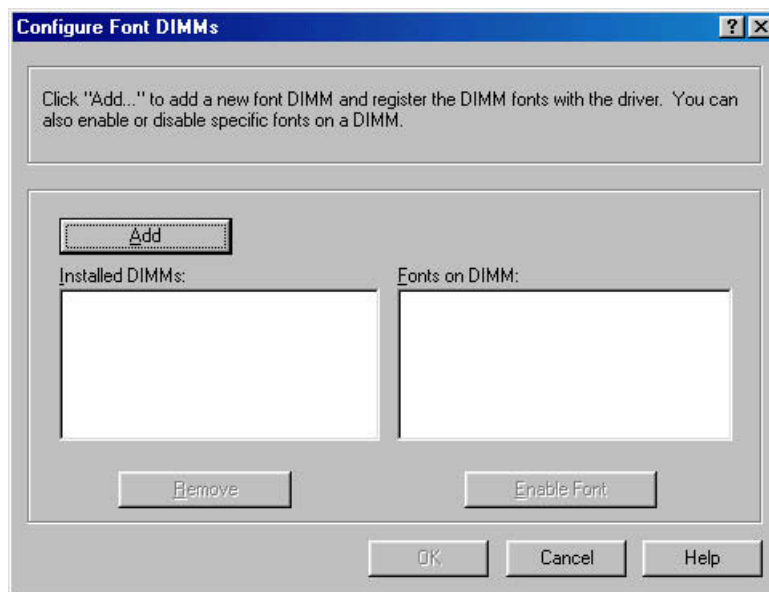 Configure Font DIMMs
Click "Add..." to add a new font DIMM and register the DIMM fonts with the driver. You can
also enable or disable specific fonts on a DIMM.
Add
Installed DIMMs:
Fonts on DIMM:
Remove
Enable Font
OK
Cancel
Help